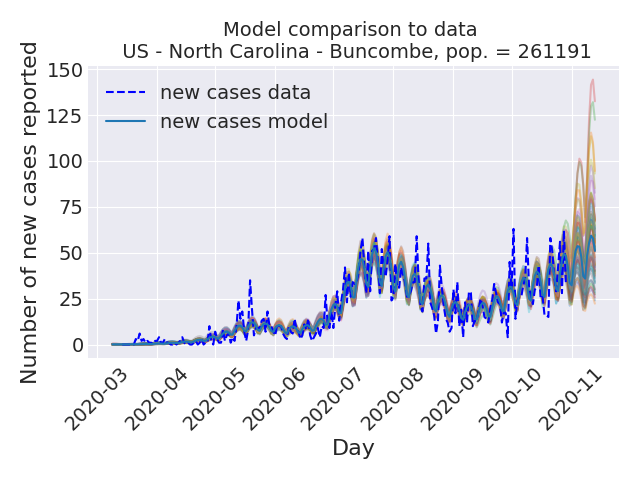 Model comparison to data
US - North Carolina - Buncombe, pop. = 261191
new cases data
new cases model
Number of new cases reported
150
125
100
75
50
25
0
2020-03
2020-04
2020-05
2020-06
2020-07
2020-08
2020-09
2020-10
2020-11
Day